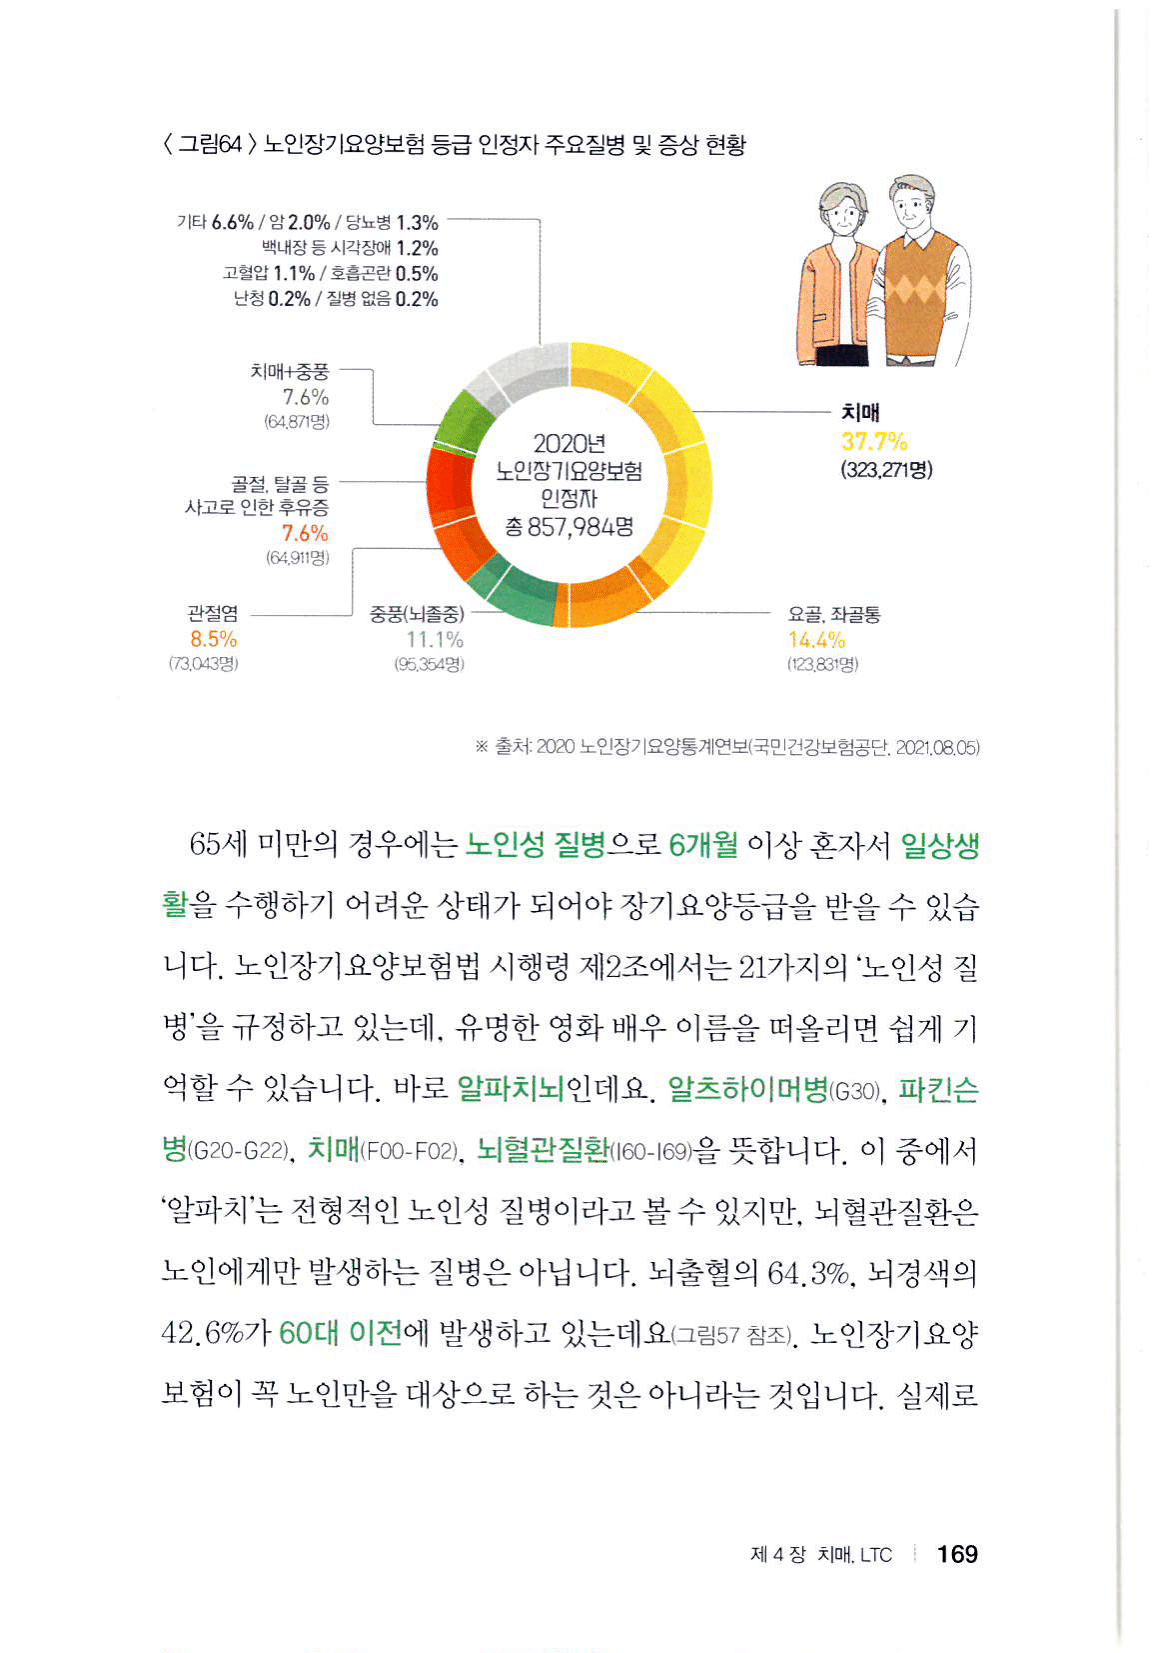 〈그림64〉노인장기요양보험 등급 인정자 주요질병 및 증상 현황
기타 6.6% / 암 2.0% / 당뇨병 1.3%
백내장 등 시각장애 1.2%
고혈압 1.1% / 호흡곤란 0.5%
난청 0.2% / 질병 없음 0.2%
치매+중풍
7.6%
(64,871명)
골절, 탈골 등
사고로 인한 후유증
7.6%
(64,911명)
관절염
8.5%
(73,043명)
중풍(뇌졸중)
11.1%
(95,354명)
2020년
노인장기요양보험
인정자
총 857,984명
치매
37.7%
(323,271명)
요골, 좌골통
14.4%
(123,831명)
※ 출처: 2020 노인장기요양통계연보(국민건강보험공단, 2021.08.05)
65세 미만의 경우에는 노인성 질병으로 6개월 이상 혼자서 일상생
활을 수행하기 어려운 상태가 되어야 장기요양등급을 받을 수 있습
니다. 노인장기요양보험법 시행령 제2조에서는 21가지의 '노인성 질
병'을 규정하고 있는데, 유명한 영화 배우 이름을 떠올리면 쉽게 기
억할 수 있습니다. 바로 알파치뇌인데요. 알츠하이머병(G30), 파킨슨
병(G20-G22), 치매(F00-F02), 뇌혈관질환(I60-I69)을 뜻합니다. 이 중에서
'알파치'는 전형적인 노인성 질병이라고 볼 수 있지만, 뇌혈관질환은
노인에게만 발생하는 질병은 아닙니다. 뇌출혈의 64.3%, 뇌경색의
42.6%가 60대 이전에 발생하고 있는데요(그림57 참조). 노인장기요양
보험이 꼭 노인만을 대상으로 하는 것은 아니라는 것입니다. 실제로
제 4 장 치매, LTC | 169